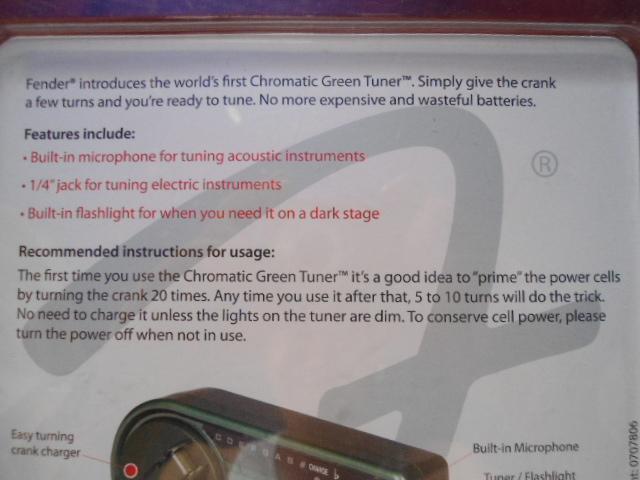 Fender® introduces the world's first Chromatic Green Tuner™. Simply give the crank
a few turns and you're ready to tune. No more expensive and wasteful batteries.
Features include:
• Built-in microphone for tuning acoustic instruments
• 1/4" jack for tuning electric instruments
• Built-in flashlight for when you need it on a dark stage
®
Recommended instructions for usage:
The first time you use the Chromatic Green Tuner™ it's a good idea to "prime" the power cells
by turning the crank 20 times. Any time you use it after that, 5 to 10 turns will do the trick.
No need to charge it unless the lights on the tuner are dim. To conserve cell power, please
turn the power off when not in use.
Easy turning
crank charger
CHARGE
Built-in Microphone
Tuner / Flashlight
0707806